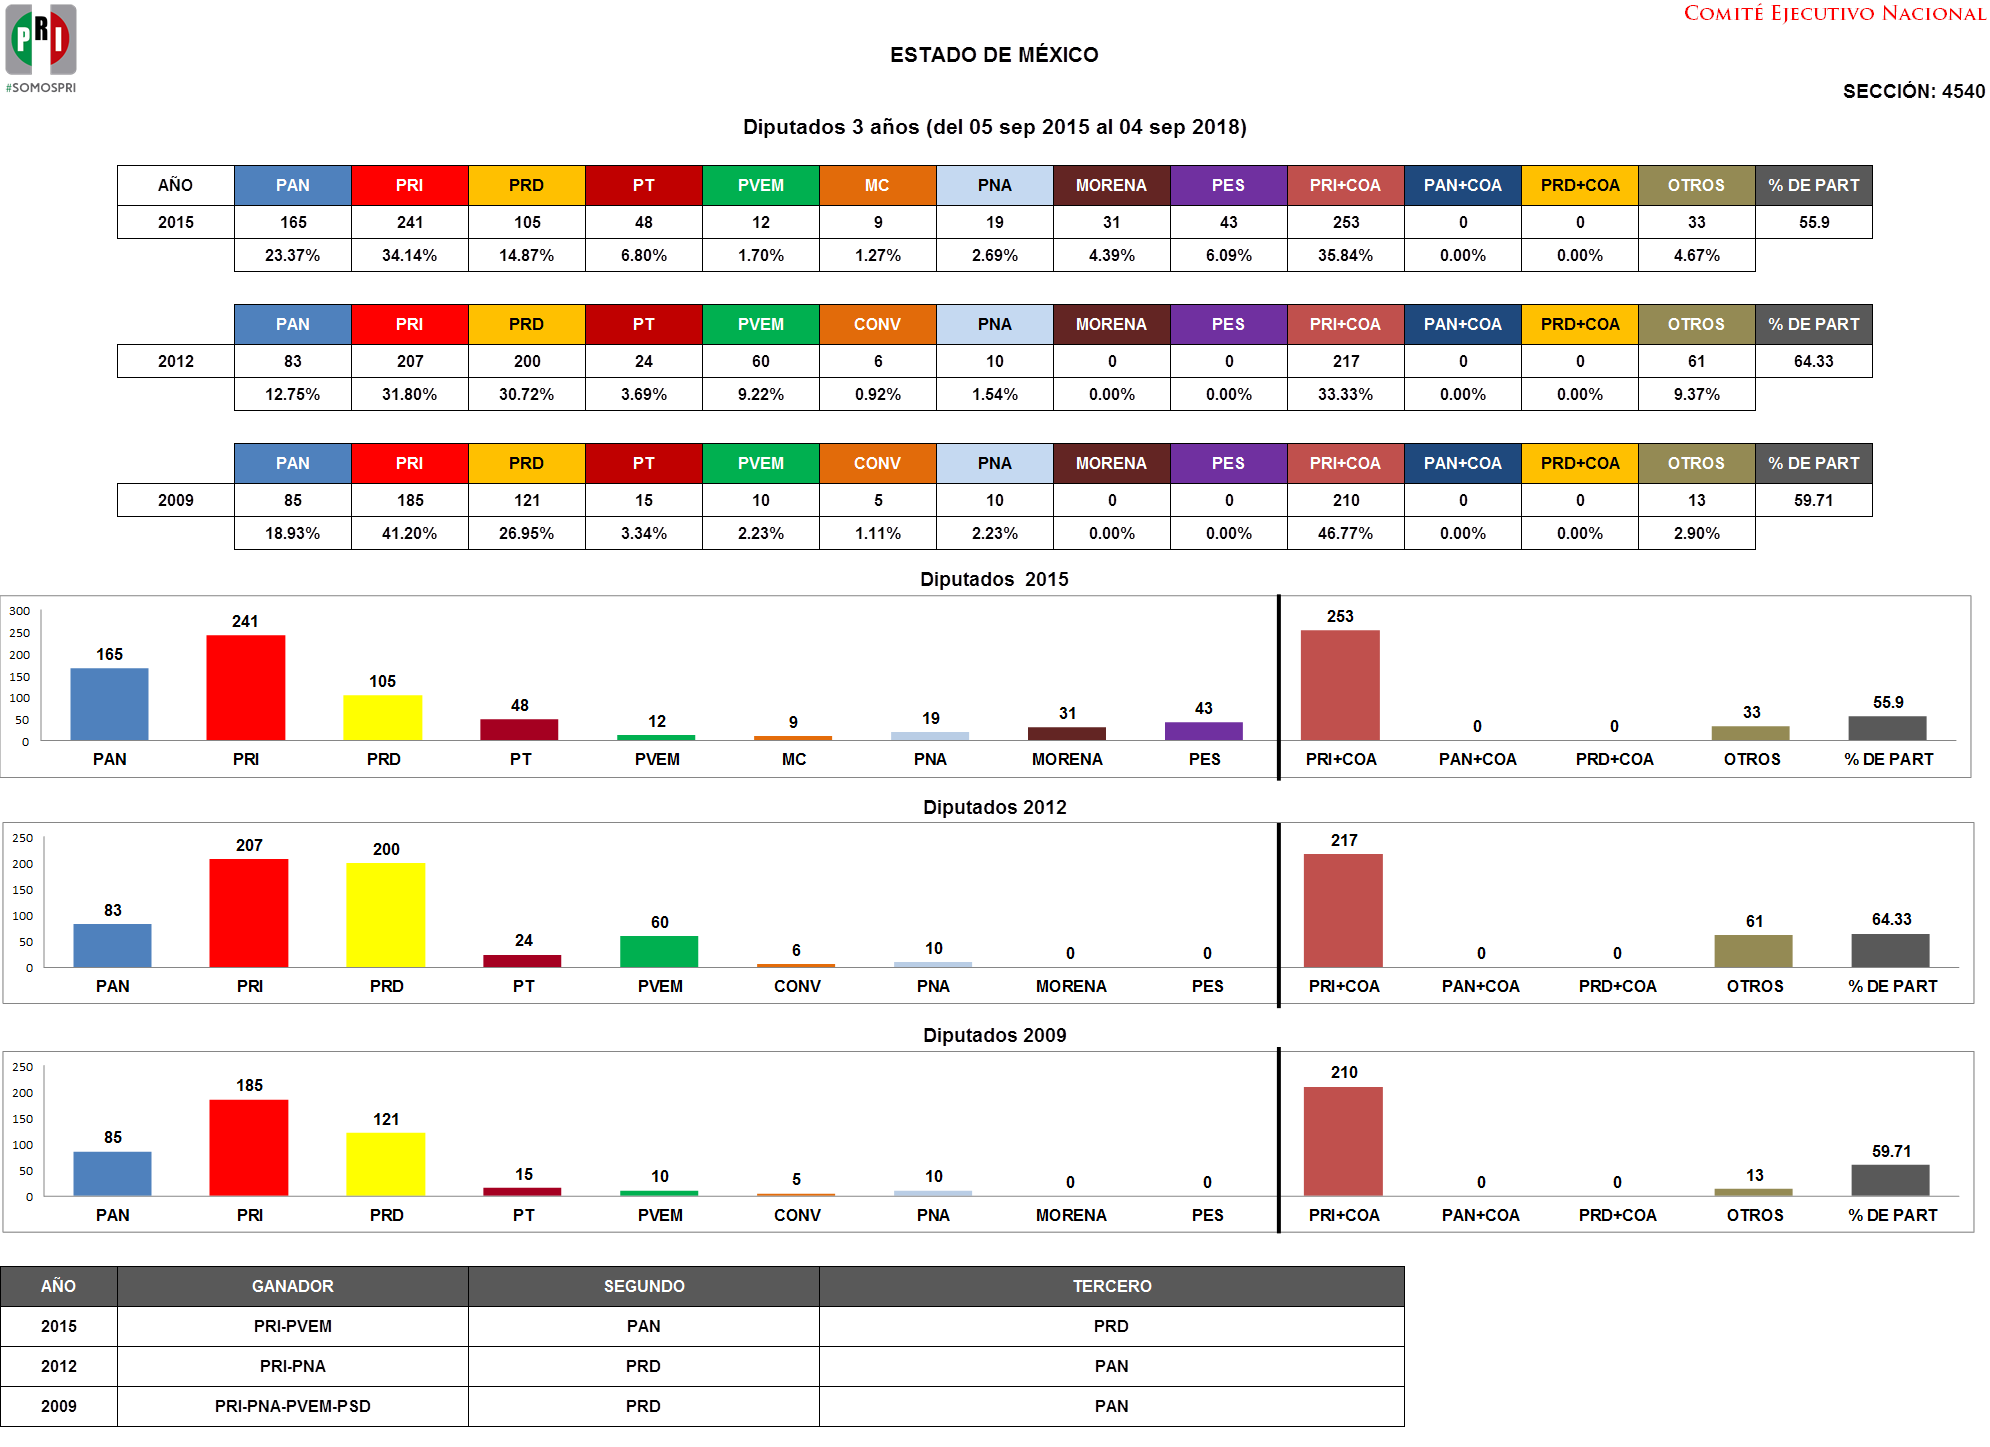 PRI
#SOMOSPRI
COMITÉ EJECUTIVO NACIONAL
ESTADO DE MÉXICO
SECCIÓN: 4540
Diputados 3 años (del 05 sep 2015 al 04 sep 2018)
AÑO PAN PRI PRD PT PVEM MC PNA MORENA PES PRI+COA PAN+COA PRD+COA OTROS % DE PART
2015 165 241 105 48 12 9 19 31 43 253 0 0 33 55.9
23.37% 34.14% 14.87% 6.80% 1.70% 1.27% 2.69% 4.39% 6.09% 35.84% 0.00% 0.00% 4.67%
PAN PRI PRD PT PVEM CONV PNA MORENA PES PRI+COA PAN+COA PRD+COA OTROS % DE PART
2012 83 207 200 24 60 6 10 0 0 217 0 0 61 64.33
12.75% 31.80% 30.72% 3.69% 9.22% 0.92% 1.54% 0.00% 0.00% 33.33% 0.00% 0.00% 9.37%
PAN PRI PRD PT PVEM CONV PNA MORENA PES PRI+COA PAN+COA PRD+COA OTROS % DE PART
2009 85 185 121 15 10 5 10 0 0 210 0 0 13 59.71
18.93% 41.20% 26.95% 3.34% 2.23% 1.11% 2.23% 0.00% 0.00% 46.77% 0.00% 0.00% 2.90%
Diputados 2015
300
250
200
150
100
50
0
165 241 105 48 12 9 19 31 43 253 0 0 33 55.9
PAN PRI PRD PT PVEM MC PNA MORENA PES PRI+COA PAN+COA PRD+COA OTROS % DE PART
Diputados 2012
250
200
150
100
50
0
83 207 200 24 60 6 10 0 0 217 0 0 61 64.33
PAN PRI PRD PT PVEM CONV PNA MORENA PES PRI+COA PAN+COA PRD+COA OTROS % DE PART
Diputados 2009
250
200
150
100
50
0
85 185 121 15 10 5 10 0 0 210 0 0 13 59.71
PAN PRI PRD PT PVEM CONV PNA MORENA PES PRI+COA PAN+COA PRD+COA OTROS % DE PART
AÑO GANADOR SEGUNDO TERCERO
2015 PRI-PVEM PAN PRD
2012 PRI-PNA PRD PAN
2009 PRI-PNA-PVEM-PSD PRD PAN